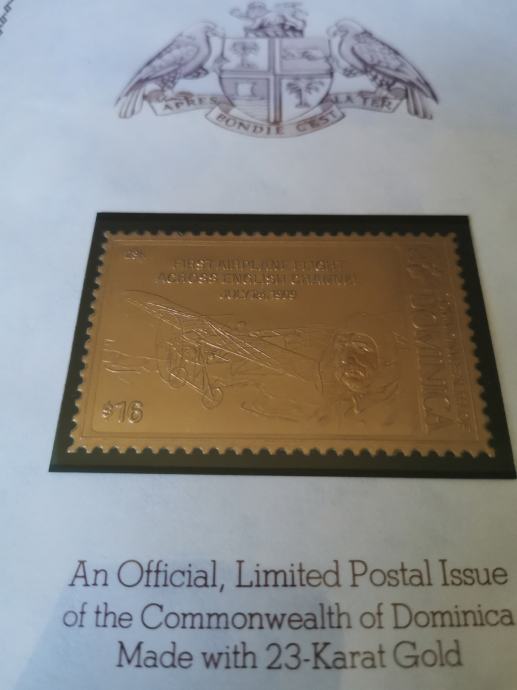 APRES BONDIE C'EST LA TER
23K
FIRST AIRPLANE FLIGHT
ACROSS ENGLISH CHANNEL
JULY 25, 1909
$16
DOMINICA
An Official, Limited Postal Issue
of the Commonwealth of Dominica
Made with 23-Karat Gold